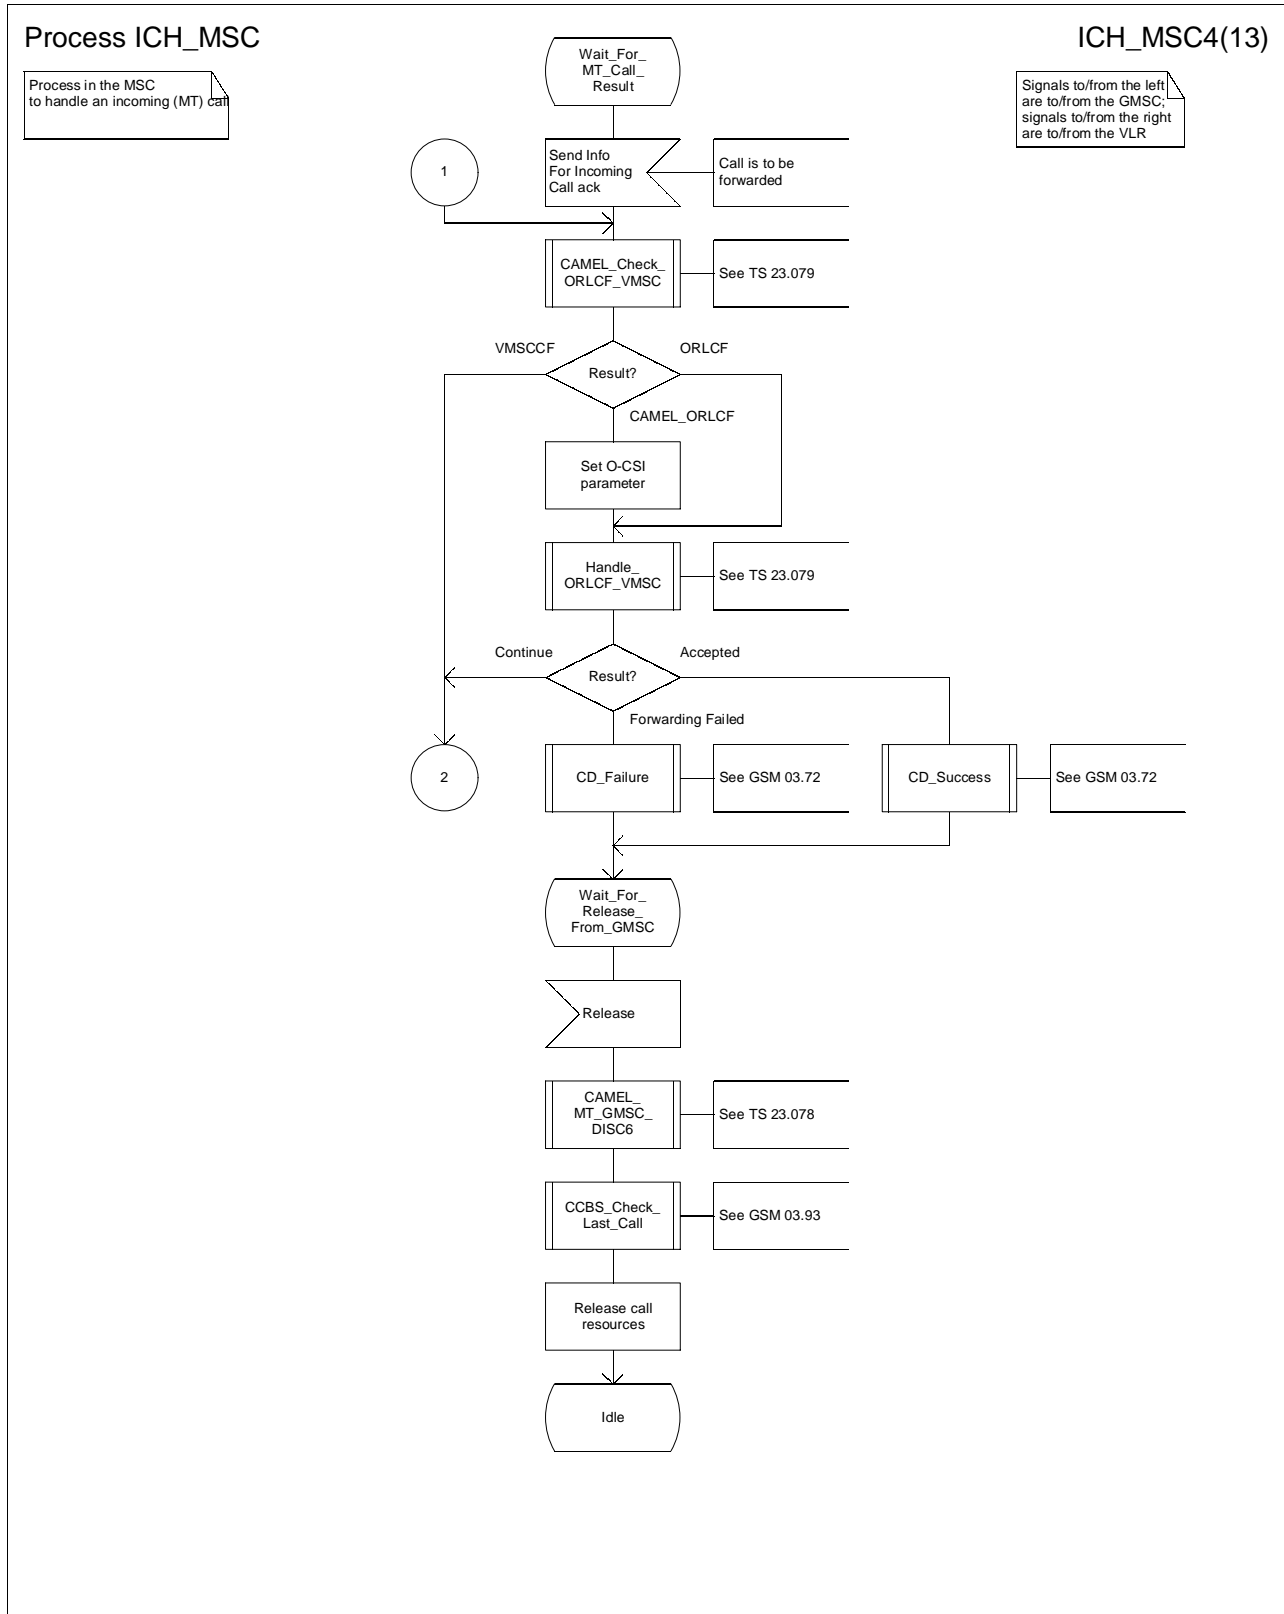 Process ICH_MSC
ICH_MSC4(13)
Process in the MSC
to handle an incoming (MT) call
Signals to/from the left
are to/from the GMSC;
signals to/from the right
are to/from the VLR
Wait_For_
MT_Call_
Result
1
Send Info
For Incoming
Call ack
Call is to be
forwarded
CAMEL_Check_
ORLCF_VMSC
See TS 23.079
VMSCCF
ORLCF
Result?
CAMEL_ORLCF
Set O-CSI
parameter
Handle_
ORLCF_VMSC
See TS 23.079
Continue
Accepted
Result?
Forwarding Failed
2
CD_Failure
See GSM 03.72
CD_Success
See GSM 03.72
Wait_For_
Release_
From_GMSC
Release
CAMEL_
MT_GMSC_
DISC6
See TS 23.078
CCBS_Check_
Last_Call
See GSM 03.93
Release call
resources
Idle